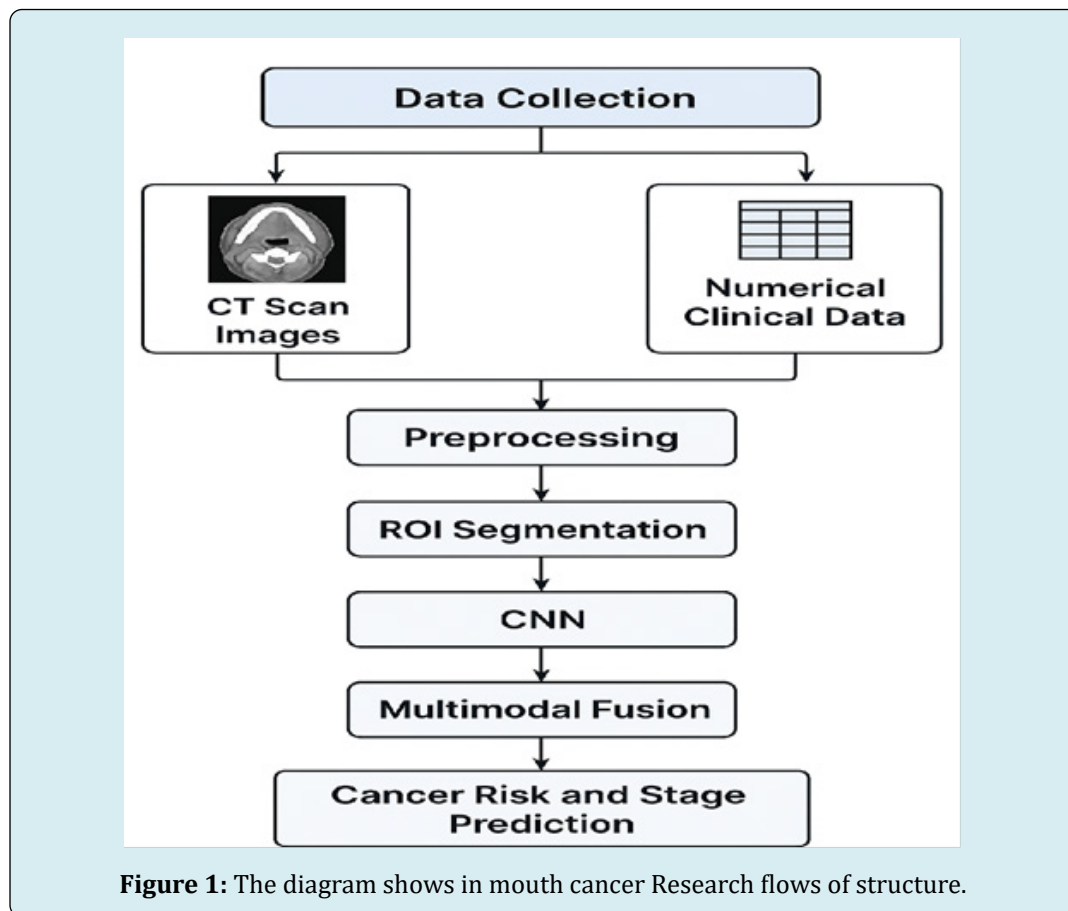 Data Collection
CT Scan
Images
Numerical
Clinical Data
Preprocessing
ROI Segmentation
CNN
Multimodal Fusion
Cancer Risk and Stage
Prediction
Figure 1: The diagram shows in mouth cancer Research flows of structure.